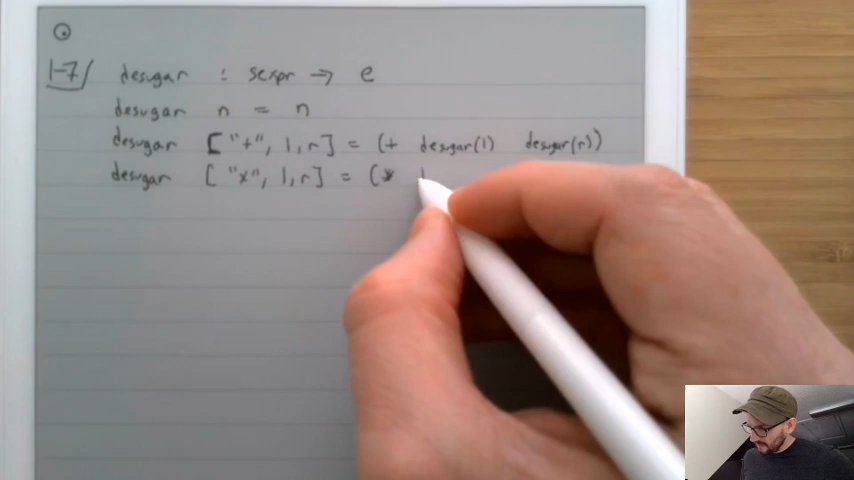 1-7/ desugar : sexpr → e
desugar n = n
desugar ["+", l,r] = (+ desugar(l) desugar(r))
desugar ["x", l,r] = (*